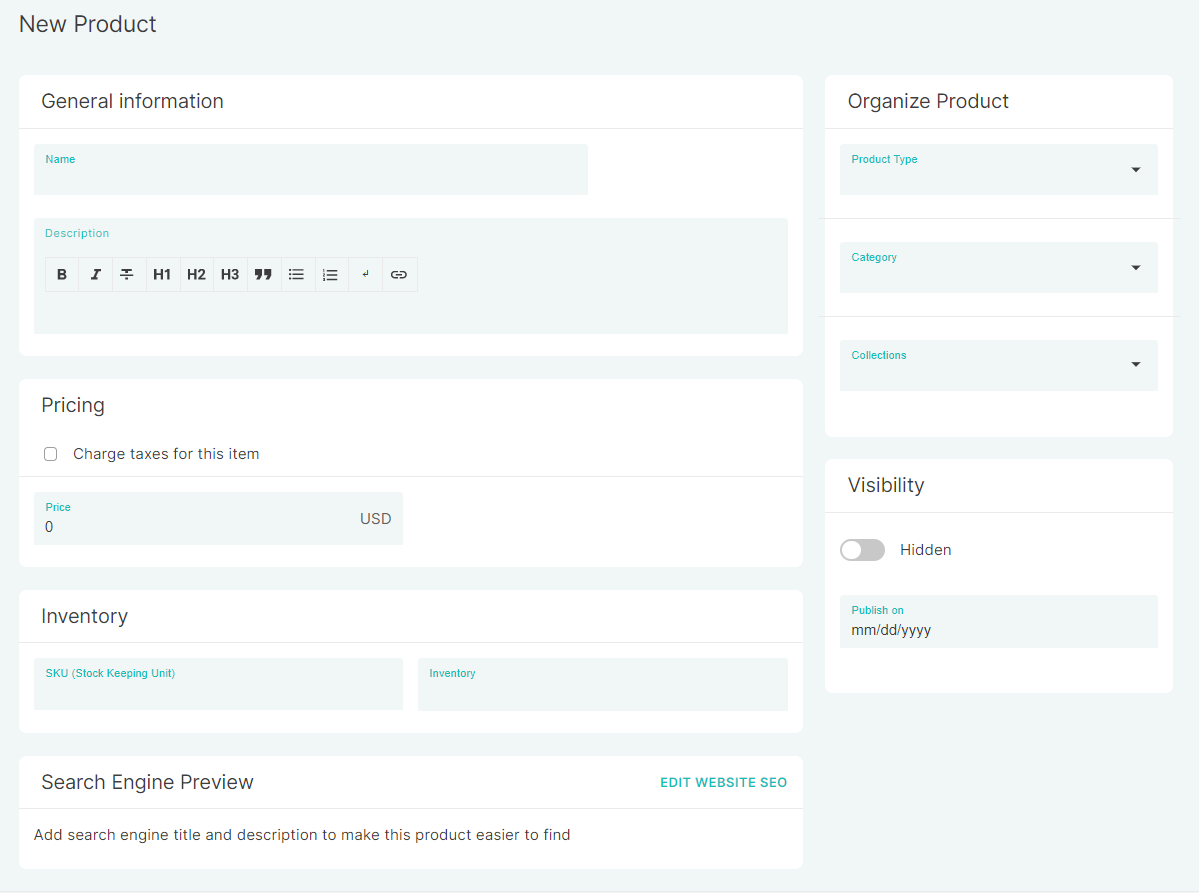 New Product
General information
Name
Description
B I T H1 H2 H3
Pricing
Charge taxes for this item
Price
0
USD
Inventory
SKU (Stock Keeping Unit)
Inventory
Search Engine Preview
EDIT WEBSITE SEO
Add search engine title and description to make this product easier to find
Organize Product
Product Type
Category
Collections
Visibility
Hidden
Publish on
mm/dd/yyyy